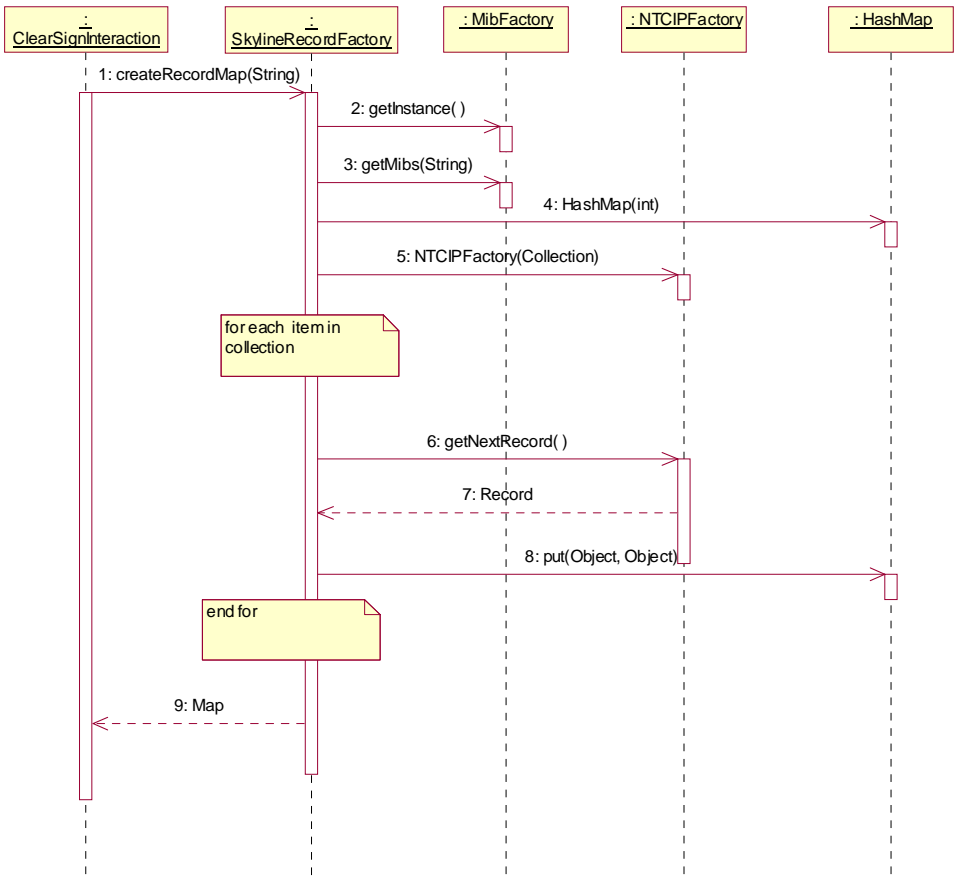 :
ClearSignInteraction
:
SkylineRecordFactory
: MibFactory
: NTCIPFactory
: HashMap
1: createRecordMap(String)
2: getInstance( )
3: getMibs(String)
4: HashMap(int)
5: NTCIPFactory(Collection)
for each item in
collection
6: getNextRecord( )
7: Record
8: put(Object, Object)
end for
9: Map